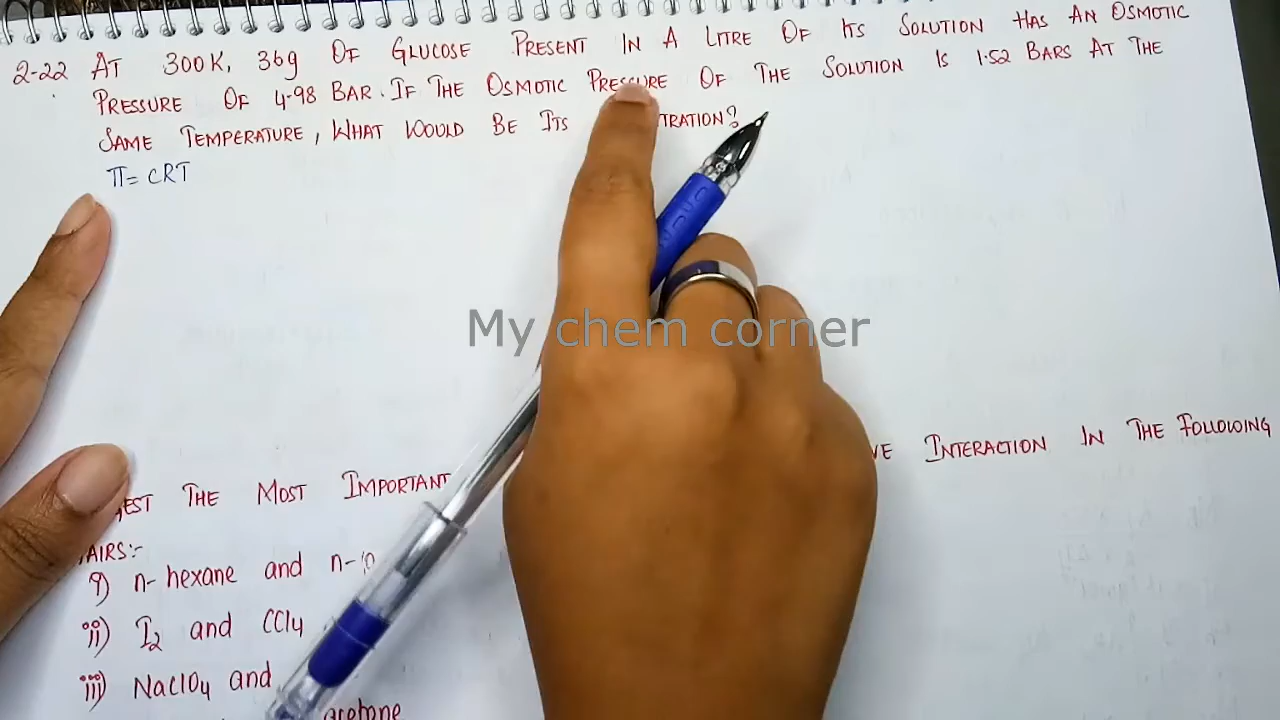 2-22 AT 300K, 36g OF GLUCOSE PRESENT IN A LITRE OF ITS SOLUTION HAS AN OSMOTIC
PRESSURE OF 4.98 BAR. IF THE OSMOTIC PRESSURE OF THE SOLUTION IS 1.52 BARS AT THE
SAME TEMPERATURE, WHAT WOULD BE ITS TRATION?
π= CRT
My chem corner
GEST THE MOST IMPORTANT VE INTERACTION IN THE FOLLOWING
AIRS:-
i) n-hexane and n-
ii) I2 and CCl4
iii) NaClO4 and
acetone